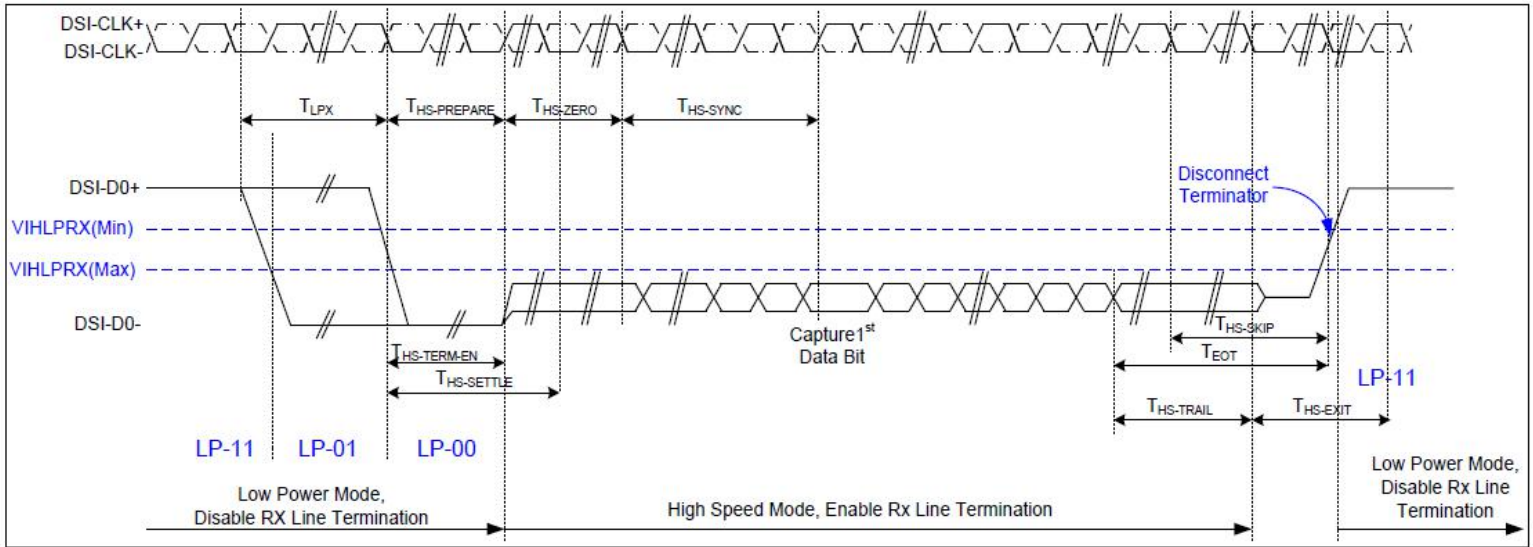 DSI-CLK+
DSI-CLK-
TLPX
THS-PREPARE
THS-ZERO
THS-SYNC
DSI-D0+
Disconnect
Terminator
VIHLPRX(Min)
VIHLPRX(Max)
DSI-D0-
Capture1st
Data Bit
THS-SKIP
THS-TERM-EN
TEOT
THS-SETTLE
LP-11
THS-TRAIL
THS-EXIT
LP-11
LP-01
LP-00
Low Power Mode,
Disable RX Line Termination
High Speed Mode, Enable Rx Line Termination
Low Power Mode,
Disable Rx Line
Termination